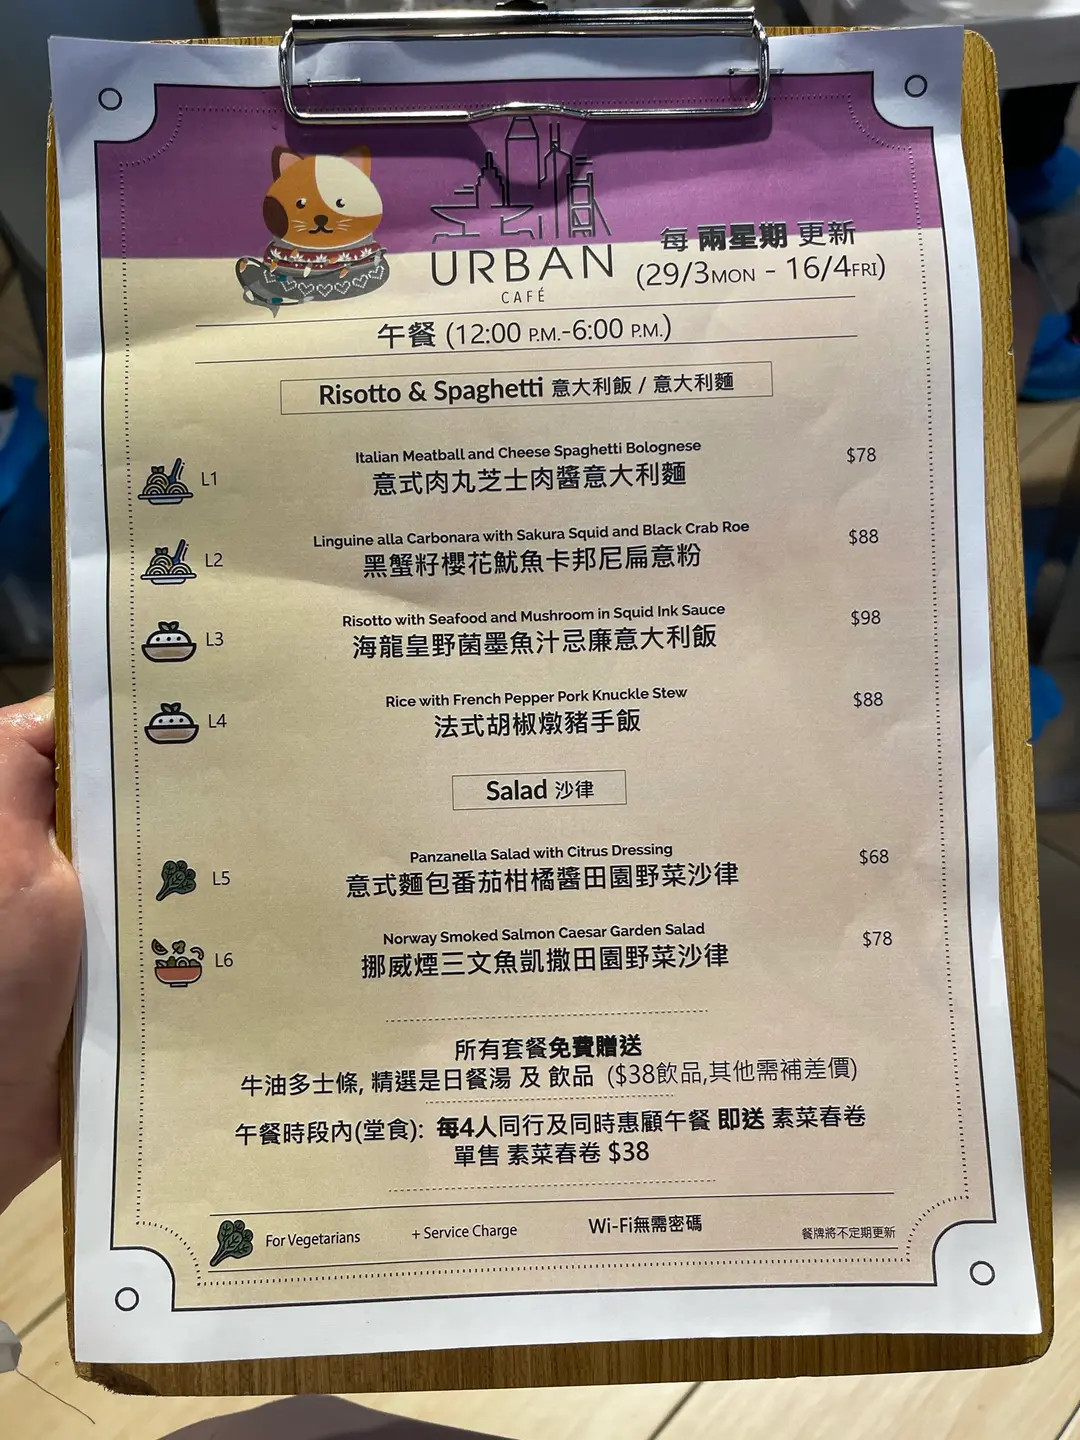 URBAN
CAFÉ
每 兩星期 更新
(29/3MON - 16/4FRI)
午餐 (12:00 P.M.-6:00 P.M.)
Risotto & Spaghetti 意大利飯 / 意大利麵
L1
Italian Meatball and Cheese Spaghetti Bolognese
意式肉丸芝士肉醬意大利麵
$78
L2
Linguine alla Carbonara with Sakura Squid and Black Crab Roe
黑蟹籽櫻花魷魚卡邦尼扁意粉
$88
L3
Risotto with Seafood and Mushroom in Squid Ink Sauce
海龍皇野菌墨魚汁忌廉意大利飯
$98
L4
Rice with French Pepper Pork Knuckle Stew
法式胡椒燉豬手飯
$88
Salad 沙律
L5
Panzanella Salad with Citrus Dressing
意式麵包番茄柑橘醬田園野菜沙律
$68
L6
Norway Smoked Salmon Caesar Garden Salad
挪威煙三文魚凱撒田園野菜沙律
$78
所有套餐免費贈送
牛油多士條, 精選是日餐湯 及 飲品 ($38飲品,其他需補差價)
午餐時段內(堂食): 每4人同行及同時惠顧午餐 即送 素菜春卷
單售 素菜春卷 $38
For Vegetarians
+ Service Charge
Wi-Fi無需密碼
餐牌將不定期更新